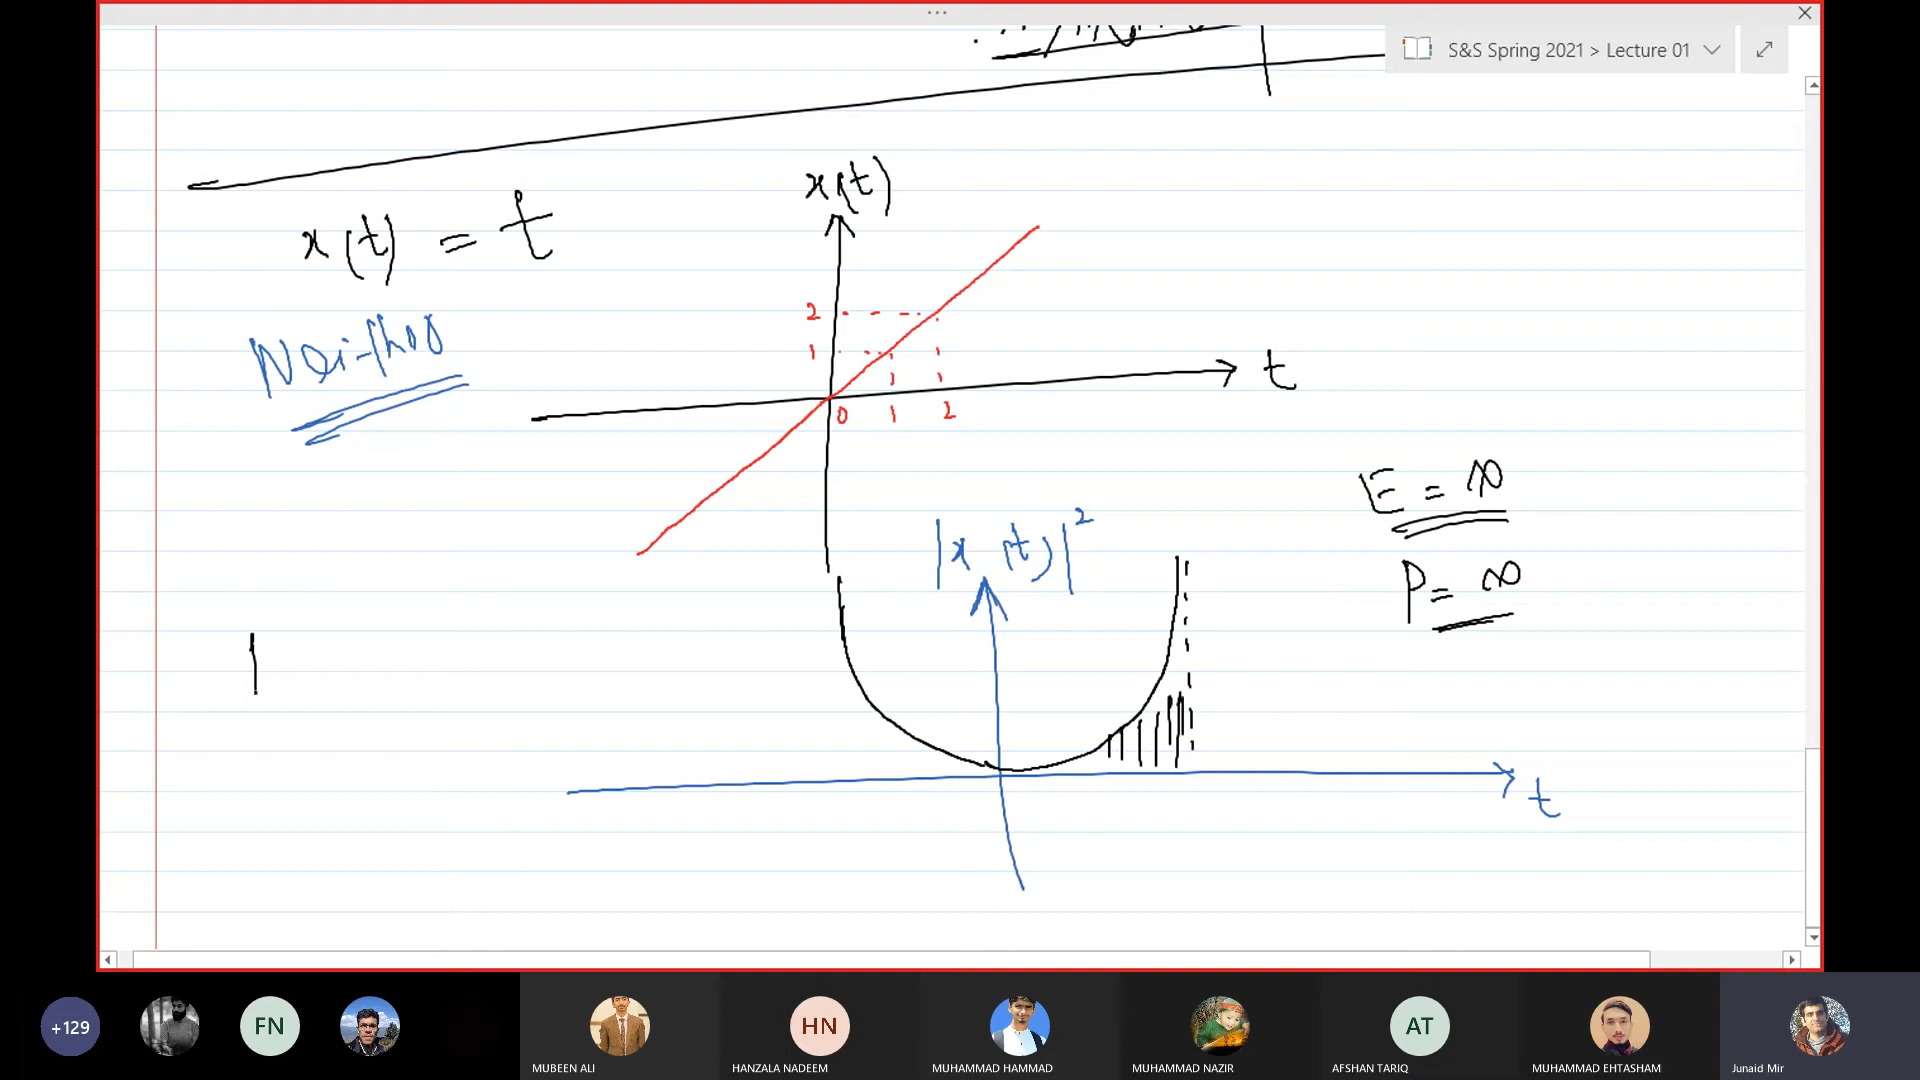 ...
S&S Spring 2021 > Lecture 01
x(t)
x(t) = t
Neither
2
1
t
0 1 2
E = ∞
|x(t)|²
P = ∞
t
+129
FN
HN
AT
MUBEEN ALI
HANZALA NADEEM
MUHAMMAD HAMMAD
MUHAMMAD NAZIR
AFSHAN TARIQ
MUHAMMAD EHTASHAM
Junaid Mir